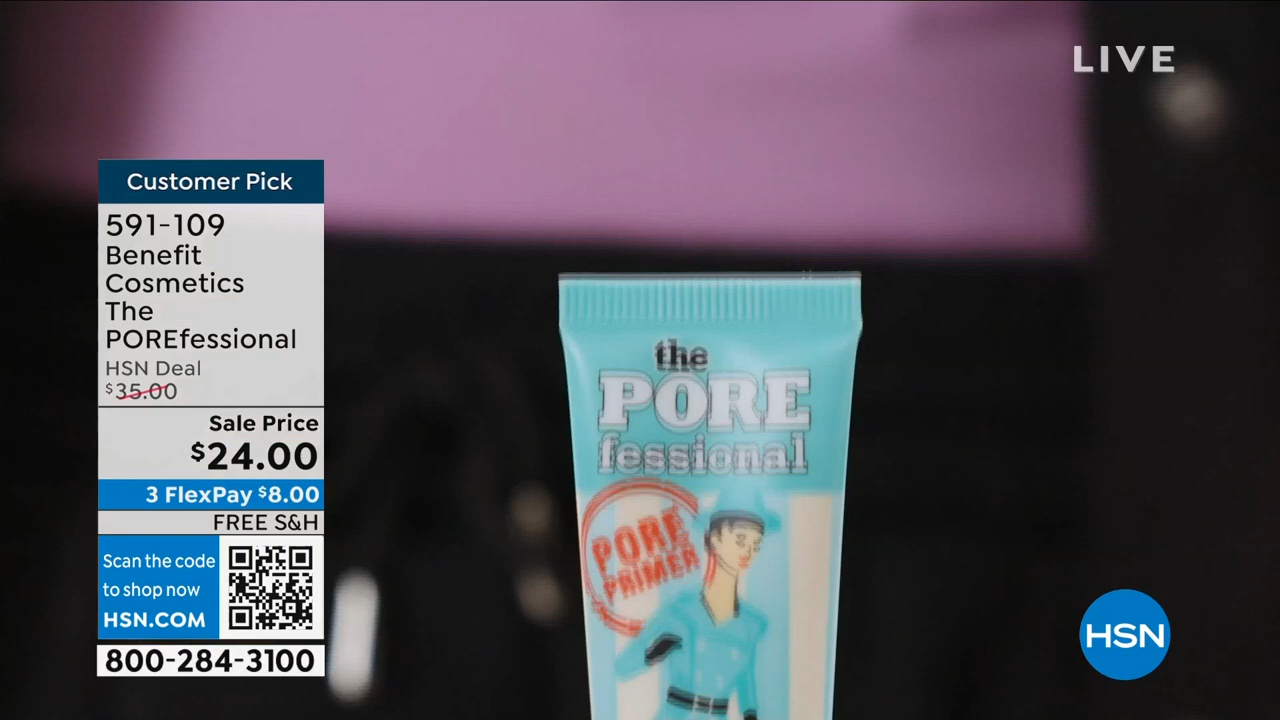 LIVE
Customer Pick
591-109
Benefit
Cosmetics
The
POREfessional
HSN Deal
$35.00
Sale Price
$24.00
3 FlexPay $8.00
FREE S&H
Scan the code
to shop now
HSN.COM
800-284-3100
the
PORE
fessional
PORE
PRIMER
HSN